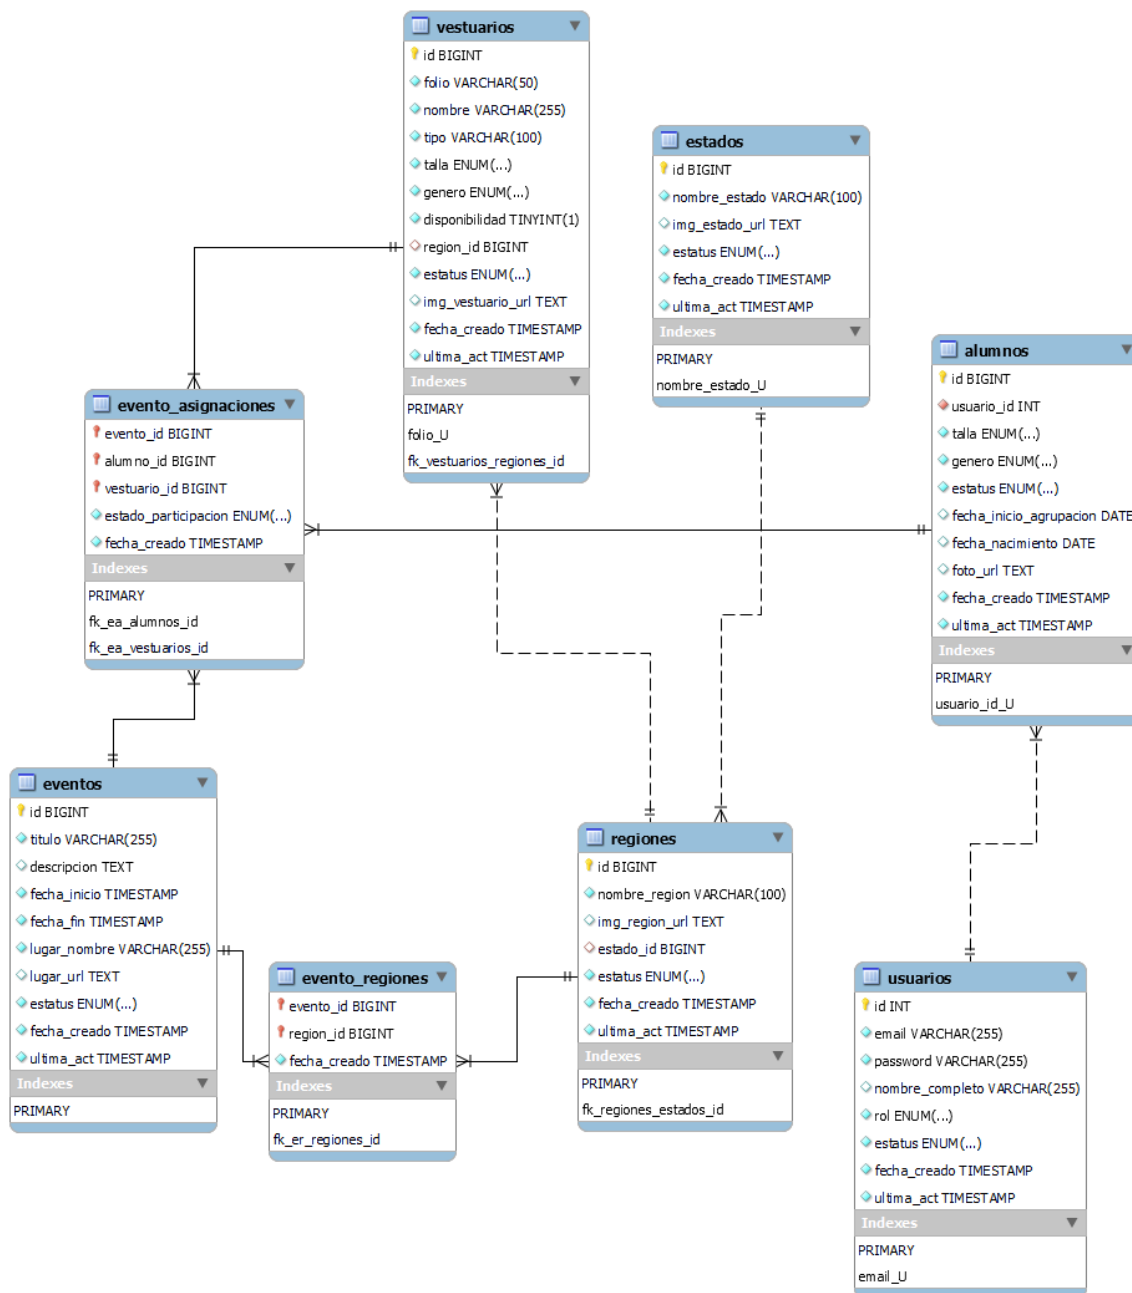 vestuarios
id BIGINT
folio VARCHAR(50)
nombre VARCHAR(255)
tipo VARCHAR(100)
talla ENUM(...)
genero ENUM(...)
disponibilidad TINYINT(1)
region_id BIGINT
estatus ENUM(...)
img_vestuario_url TEXT
fecha_creado TIMESTAMP
ultima_act TIMESTAMP
Indexes
PRIMARY
folio_U
fk_vestuarios_regiones_id
estados
id BIGINT
nombre_estado VARCHAR(100)
img_estado_url TEXT
estatus ENUM(...)
fecha_creado TIMESTAMP
ultima_act TIMESTAMP
Indexes
PRIMARY
nombre_estado_U
alumnos
id BIGINT
usuario_id INT
talla ENUM(...)
genero ENUM(...)
estatus ENUM(...)
fecha_inicio_agrupacion DATE
fecha_nacimiento DATE
foto_url TEXT
fecha_creado TIMESTAMP
ultima_act TIMESTAMP
Indexes
PRIMARY
usuario_id_U
evento_asignaciones
evento_id BIGINT
alumno_id BIGINT
vestuario_id BIGINT
estado_participacion ENUM(...)
fecha_creado TIMESTAMP
Indexes
PRIMARY
fk_ea_alumnos_id
fk_ea_vestuarios_id
eventos
id BIGINT
titulo VARCHAR(255)
descripcion TEXT
fecha_inicio TIMESTAMP
fecha_fin TIMESTAMP
lugar_nombre VARCHAR(255)
lugar_url TEXT
estatus ENUM(...)
fecha_creado TIMESTAMP
ultima_act TIMESTAMP
Indexes
PRIMARY
evento_regiones
evento_id BIGINT
region_id BIGINT
fecha_creado TIMESTAMP
Indexes
PRIMARY
fk_er_regiones_id
regiones
id BIGINT
nombre_region VARCHAR(100)
img_region_url TEXT
estado_id BIGINT
estatus ENUM(...)
fecha_creado TIMESTAMP
ultima_act TIMESTAMP
Indexes
PRIMARY
fk_regiones_estados_id
usuarios
id INT
email VARCHAR(255)
password VARCHAR(255)
nombre_completo VARCHAR(255)
rol ENUM(...)
estatus ENUM(...)
fecha_creado TIMESTAMP
ultima_act TIMESTAMP
Indexes
PRIMARY
email_U